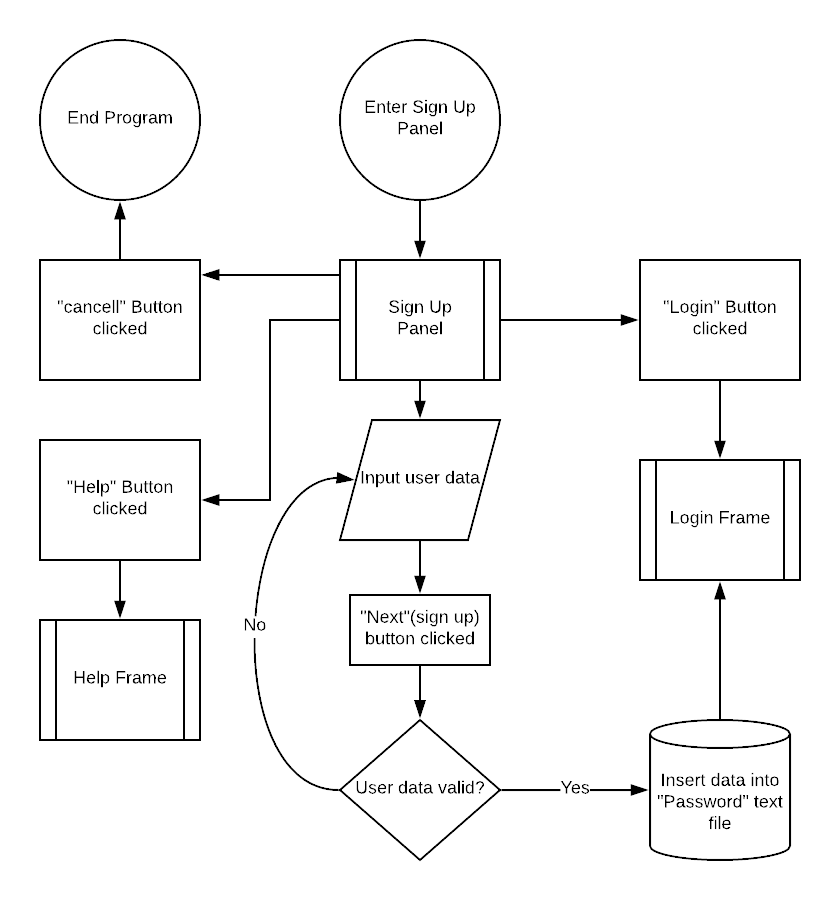 End Program
Enter Sign Up
Panel
"cancell" Button
clicked
Sign Up
Panel
"Login" Button
clicked
"Help" Button
clicked
Input user data
Login Frame
No
"Next"(sign up)
button clicked
Help Frame
User data valid?
Yes
Insert data into
"Password" text
file